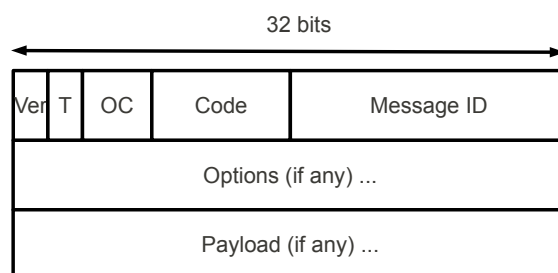 32 bits
Ver T OC Code Message ID
Options (if any) ...
Payload (if any) ...